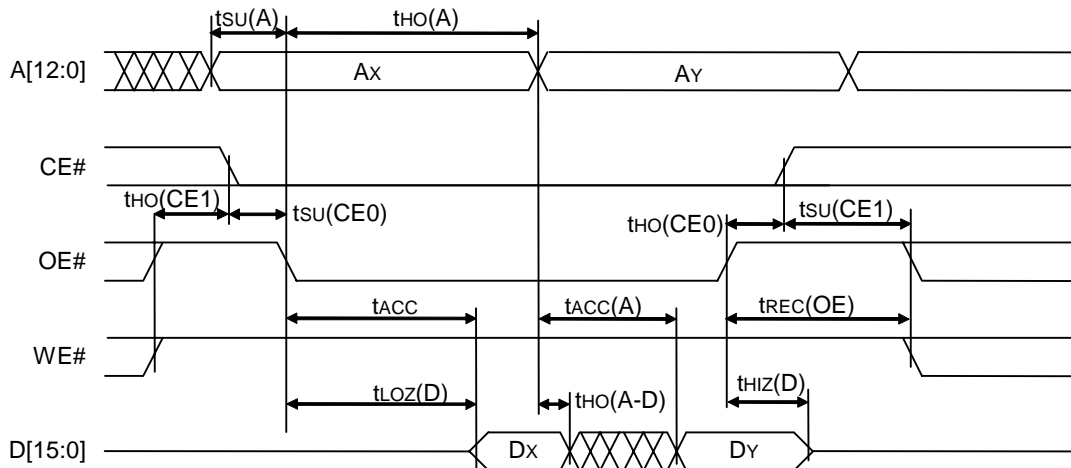 tSU(A) tHO(A)
A[12:0] AX AY
CE#
tHO(CE1) tSU(CE0) tHO(CE0) tSU(CE1)
OE#
tACC tACC(A) tREC(OE)
WE#
tLOZ(D) tHO(A-D) tHIZ(D)
D[15:0] DX DY